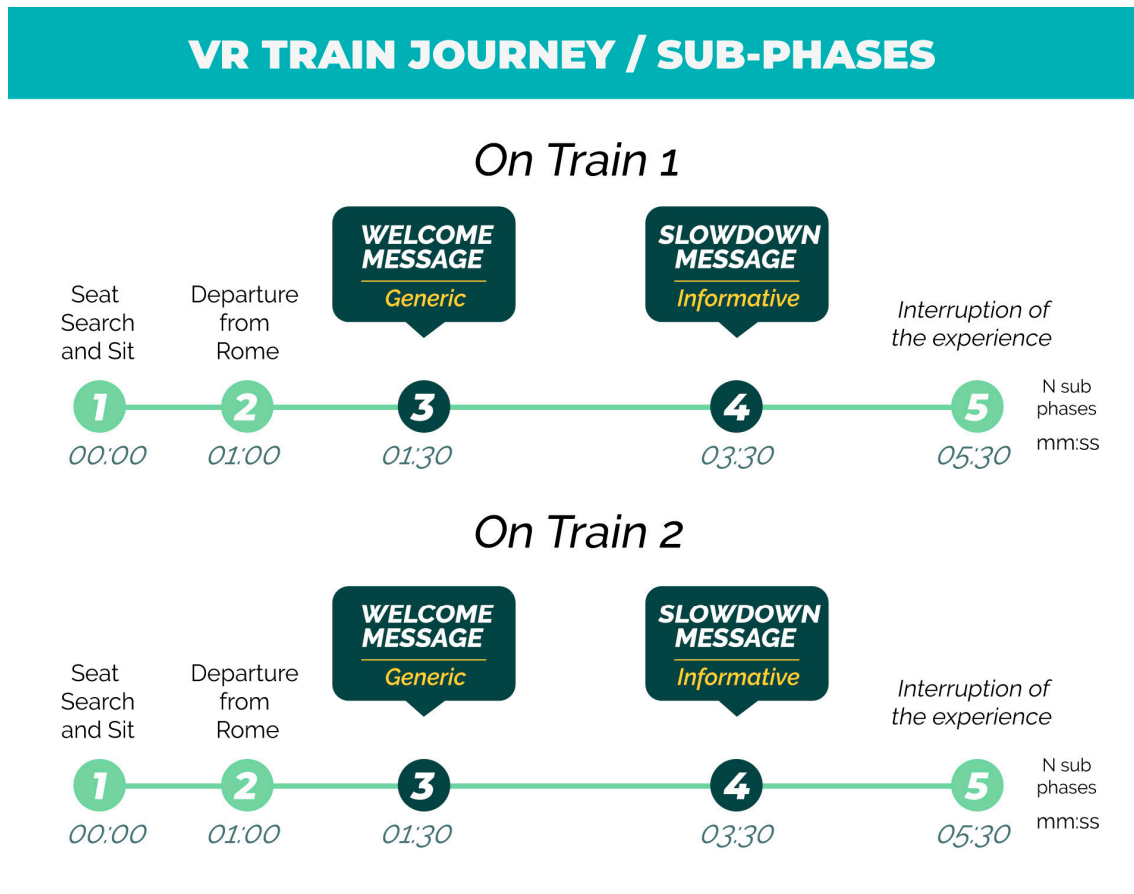 VR TRAIN JOURNEY / SUB-PHASES
On Train 1
WELCOME
MESSAGE
Generic
SLOWDOWN
MESSAGE
Informative
Seat
Search
and Sit
Departure
from
Rome
Interruption of
the experience
1
2
3
4
5
N sub
phases
mm:ss
00:00
01:00
01:30
03:30
05:30
On Train 2
WELCOME
MESSAGE
Generic
SLOWDOWN
MESSAGE
Informative
Seat
Search
and Sit
Departure
from
Rome
Interruption of
the experience
1
2
3
4
5
N sub
phases
mm:ss
00:00
01:00
01:30
03:30
05:30